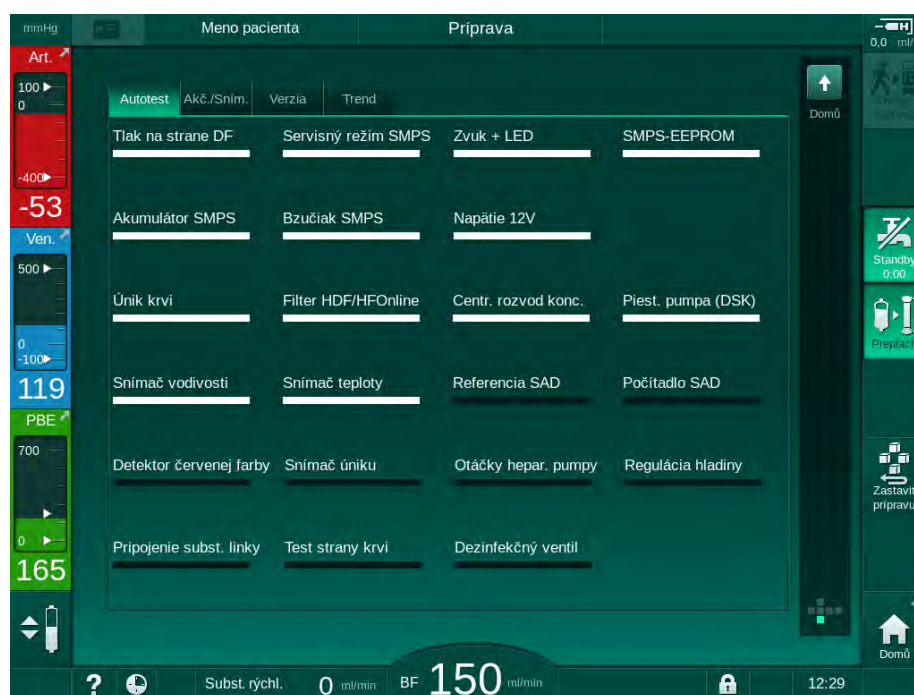 mmHg Meno pacienta Príprava
0,0 ml/
Art.
100
0
-400
-53
Ven.
500
0
-100
119
PBE
700
0
165
Autotest Akč./Sním. Verzia Trend
Tlak na strane DF Servisný režim SMPS Zvuk + LED SMPS-EEPROM
Akumulátor SMPS Bzučiak SMPS Napätie 12V
Únik krvi Filter HDF/HFOnline Centr. rozvod konc. Piest. pumpa (DSK)
Snímač vodivosti Snímač teploty Referencia SAD Počítadlo SAD
Detektor červenej farby Snímač úniku Otáčky hepar. pumpy Regulácia hladiny
Pripojenie subst. linky Test strany krvi Dezinfekčný ventil
Domů
Standby
0:00
Preplach
Zastaviť
prípravu
Domů
? Subst. rýchl. 0 ml/min BF 150 ml/min 12:29